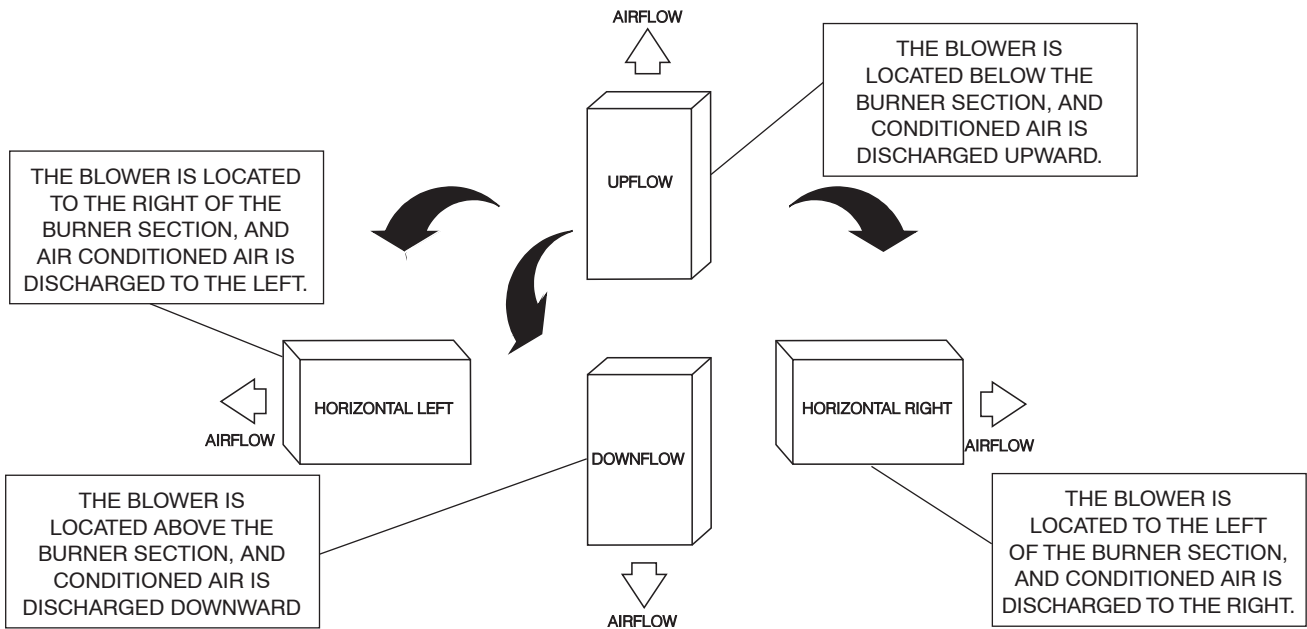 AIRFLOW
THE BLOWER IS
LOCATED BELOW THE
BURNER SECTION, AND
CONDITIONED AIR IS
DISCHARGED UPWARD.
UPFLOW
THE BLOWER IS LOCATED
TO THE RIGHT OF THE
BURNER SECTION, AND
AIR CONDITIONED AIR IS
DISCHARGED TO THE LEFT.
HORIZONTAL LEFT
AIRFLOW
HORIZONTAL RIGHT
AIRFLOW
DOWNFLOW
THE BLOWER IS
LOCATED ABOVE THE
BURNER SECTION, AND
CONDITIONED AIR IS
DISCHARGED DOWNWARD
THE BLOWER IS
LOCATED TO THE LEFT
OF THE BURNER SECTION,
AND CONDITIONED AIR IS
DISCHARGED TO THE RIGHT.
AIRFLOW